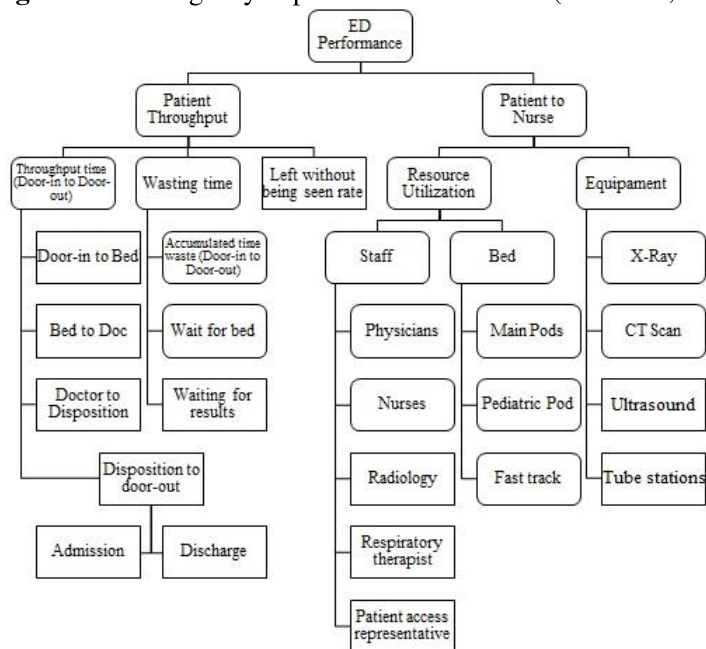 ED
Performance
Patient
Throughput
Patient to
Nurse
Throughput time
(Door-in to Door-
out)
Wasting time
Left without
being seen rate
Resource
Utilization
Equipament
Door-in to Bed
Accumulated time
waste (Door-in to
Door-out)
Staff
Bed
X-Ray
Bed to Doc
Wait for bed
Physicians
Main Pods
CT Scan
Doctor to
Disposition
Waiting for
results
Nurses
Pediatric Pod
Ultrasound
Disposition to
door-out
Radiology
Fast track
Tube stations
Admission
Discharge
Respiratory
therapist
Patient access
representative